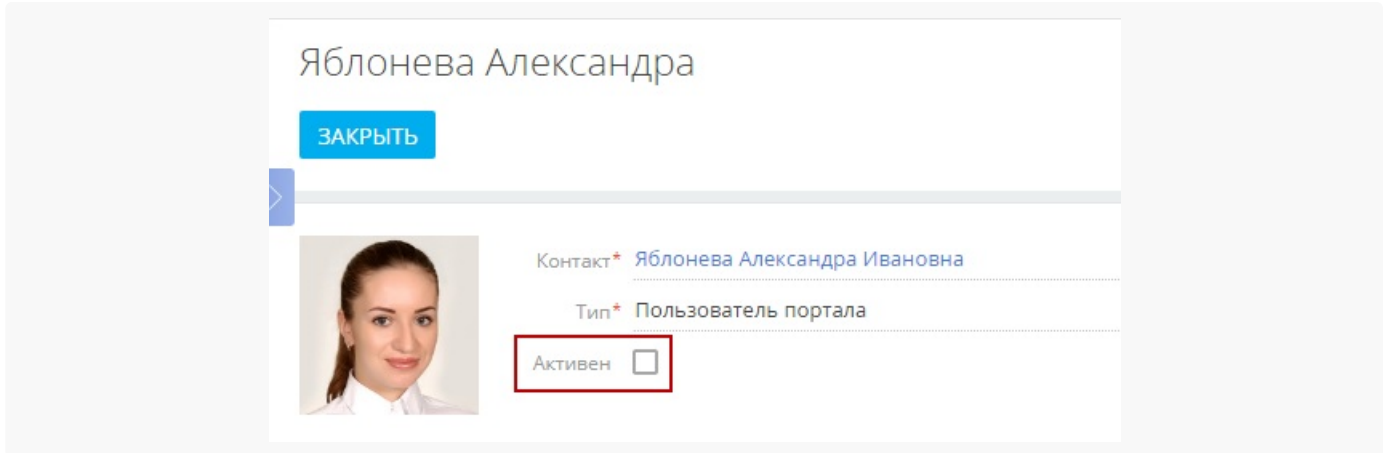 Яблонева Александра
ЗАКРЫТЬ
Контакт* Яблонева Александра Ивановна
Тип* Пользователь портала
Активен